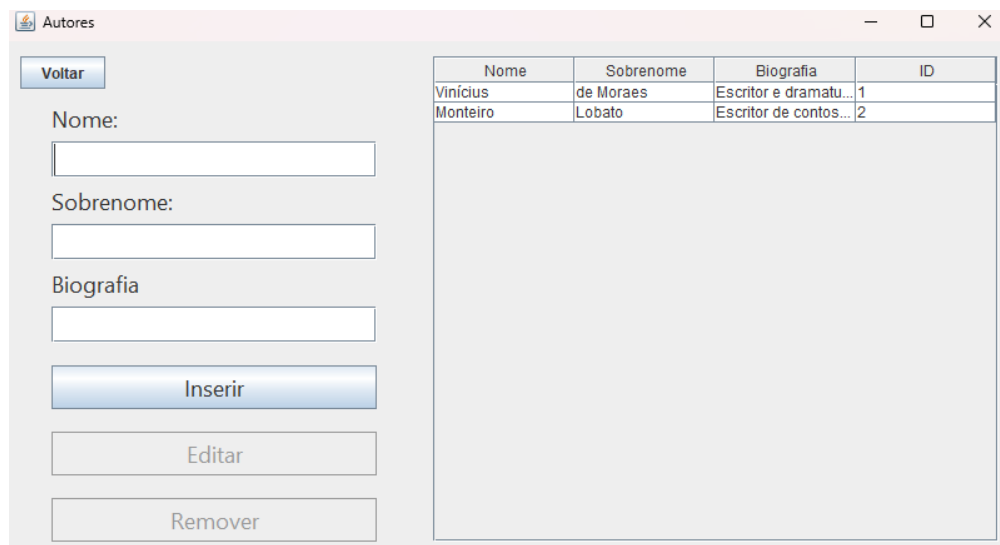 Autores
Voltar
Nome:
Sobrenome:
Biografia
Inserir
Editar
Remover
Nome Sobrenome Biografia ID
Vinícius de Moraes Escritor e dramatu... 1
Monteiro Lobato Escritor de contos... 2